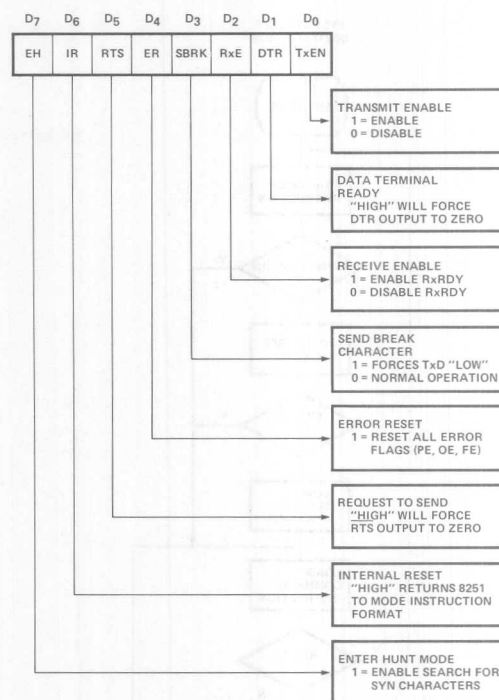 D7 D6 D5 D4 D3 D2 D1 D0
EH IR RTS ER SBRK RxE DTR TxEN
TRANSMIT ENABLE
1 = ENABLE
0 = DISABLE
DATA TERMINAL
READY
"HIGH" WILL FORCE
DTR OUTPUT TO ZERO
RECEIVE ENABLE
1 = ENABLE RxRDY
0 = DISABLE RxRDY
SEND BREAK
CHARACTER
1 = FORCES TxD "LOW"
0 = NORMAL OPERATION
ERROR RESET
1 = RESET ALL ERROR
FLAGS (PE, OE, FE)
REQUEST TO SEND
"HIGH" WILL FORCE
RTS OUTPUT TO ZERO
INTERNAL RESET
"HIGH" RETURNS 8251
TO MODE INSTRUCTION
FORMAT
ENTER HUNT MODE
1 = ENABLE SEARCH FOR
SYN CHARACTERS